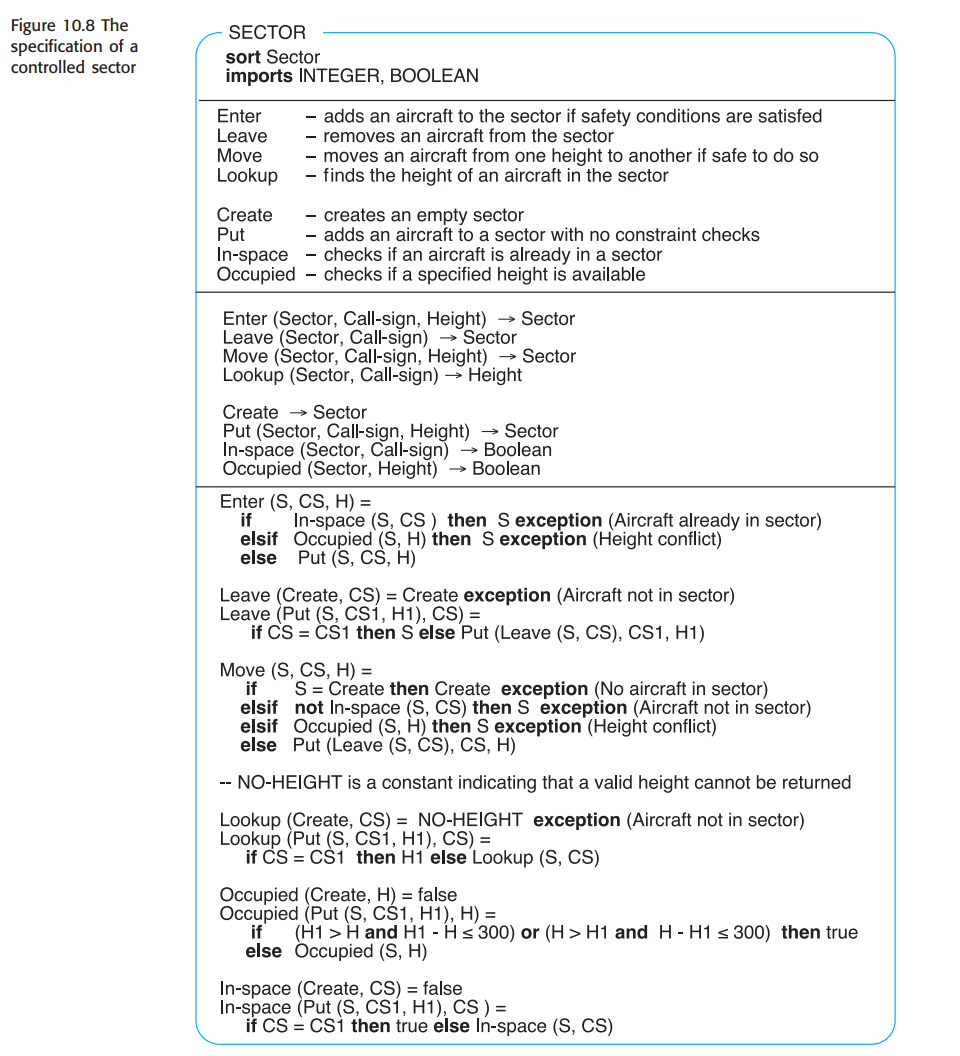 Figure 10.8 The
specification of a
controlled sector
SECTOR
sort Sector
imports INTEGER, BOOLEAN
Enter – adds an aircraft to the sector if safety conditions are satisfed
Leave – removes an aircraft from the sector
Move – moves an aircraft from one height to another if safe to do so
Lookup – finds the height of an aircraft in the sector
Create – creates an empty sector
Put – adds an aircraft to a sector with no constraint checks
In-space – checks if an aircraft is already in a sector
Occupied – checks if a specified height is available
Enter (Sector, Call-sign, Height) → Sector
Leave (Sector, Call-sign) → Sector
Move (Sector, Call-sign, Height) → Sector
Lookup (Sector, Call-sign) → Height
Create → Sector
Put (Sector, Call-sign, Height) → Sector
In-space (Sector, Call-sign) → Boolean
Occupied (Sector, Height) → Boolean
Enter (S, CS, H) =
if In-space (S, CS ) then S exception (Aircraft already in sector)
elsif Occupied (S, H) then S exception (Height conflict)
else Put (S, CS, H)
Leave (Create, CS) = Create exception (Aircraft not in sector)
Leave (Put (S, CS1, H1), CS) =
if CS = CS1 then S else Put (Leave (S, CS), CS1, H1)
Move (S, CS, H) =
if S = Create then Create exception (No aircraft in sector)
elsif not In-space (S, CS) then S exception (Aircraft not in sector)
elsif Occupied (S, H) then S exception (Height conflict)
else Put (Leave (S, CS), CS, H)
-- NO-HEIGHT is a constant indicating that a valid height cannot be returned
Lookup (Create, CS) = NO-HEIGHT exception (Aircraft not in sector)
Lookup (Put (S, CS1, H1), CS) =
if CS = CS1 then H1 else Lookup (S, CS)
Occupied (Create, H) = false
Occupied (Put (S, CS1, H1), H) =
if (H1 > H and H1 - H ≤ 300) or (H > H1 and H - H1 ≤ 300) then true
else Occupied (S, H)
In-space (Create, CS) = false
In-space (Put (S, CS1, H1), CS ) =
if CS = CS1 then true else In-space (S, CS)